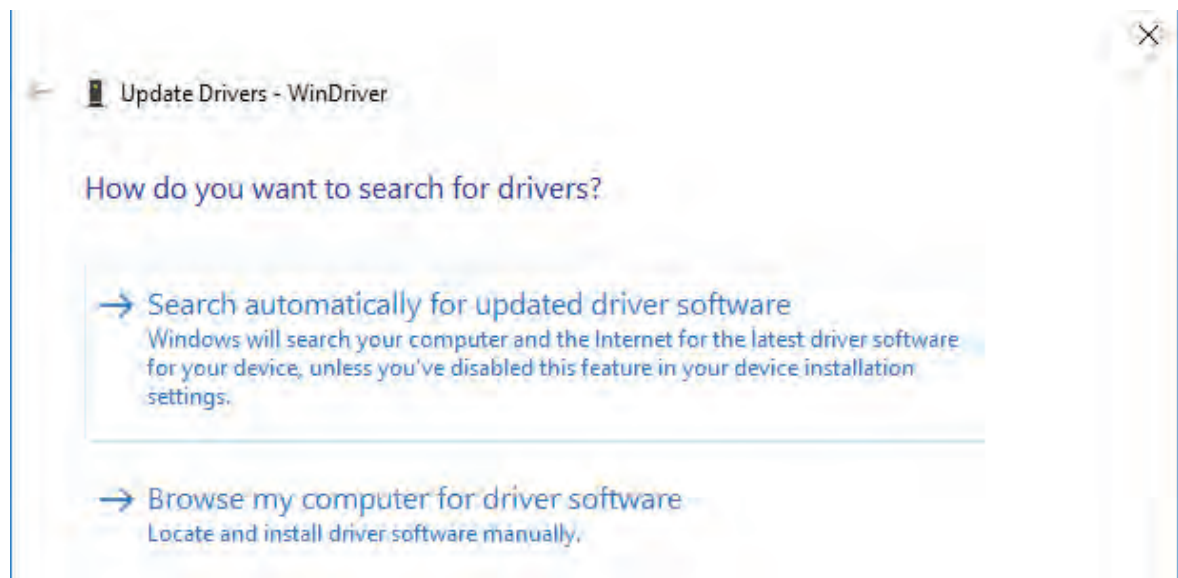 Update Drivers - WinDriver
How do you want to search for drivers?
Search automatically for updated driver software
Windows will search your computer and the Internet for the latest driver software
for your device, unless you've disabled this feature in your device installation
settings.
Browse my computer for driver software
Locate and install driver software manually.